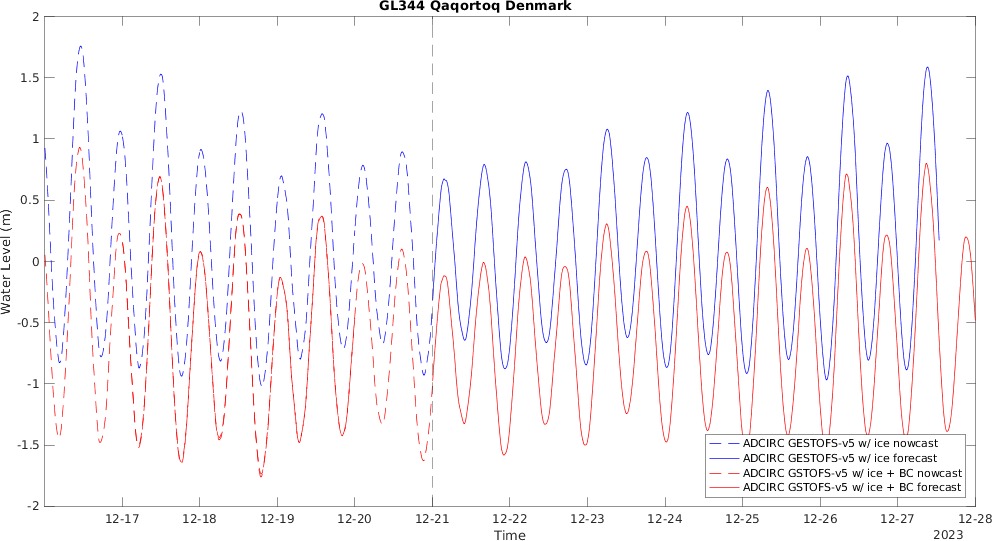 GL344 Qaqortoq Denmark
2
1.5
1
0.5
0
-0.5
-1
-1.5
-2
Water Level (m)
ADCIRC GESTOFS-v5 w/ ice nowcast
ADCIRC GESTOFS-v5 w/ ice forecast
ADCIRC GSTOFS-v5 w/ ice + BC nowcast
ADCIRC GSTOFS-v5 w/ ice + BC forecast
12-17 12-18 12-19 12-20 12-21 12-22 12-23 12-24 12-25 12-26 12-27 12-28
Time
2023